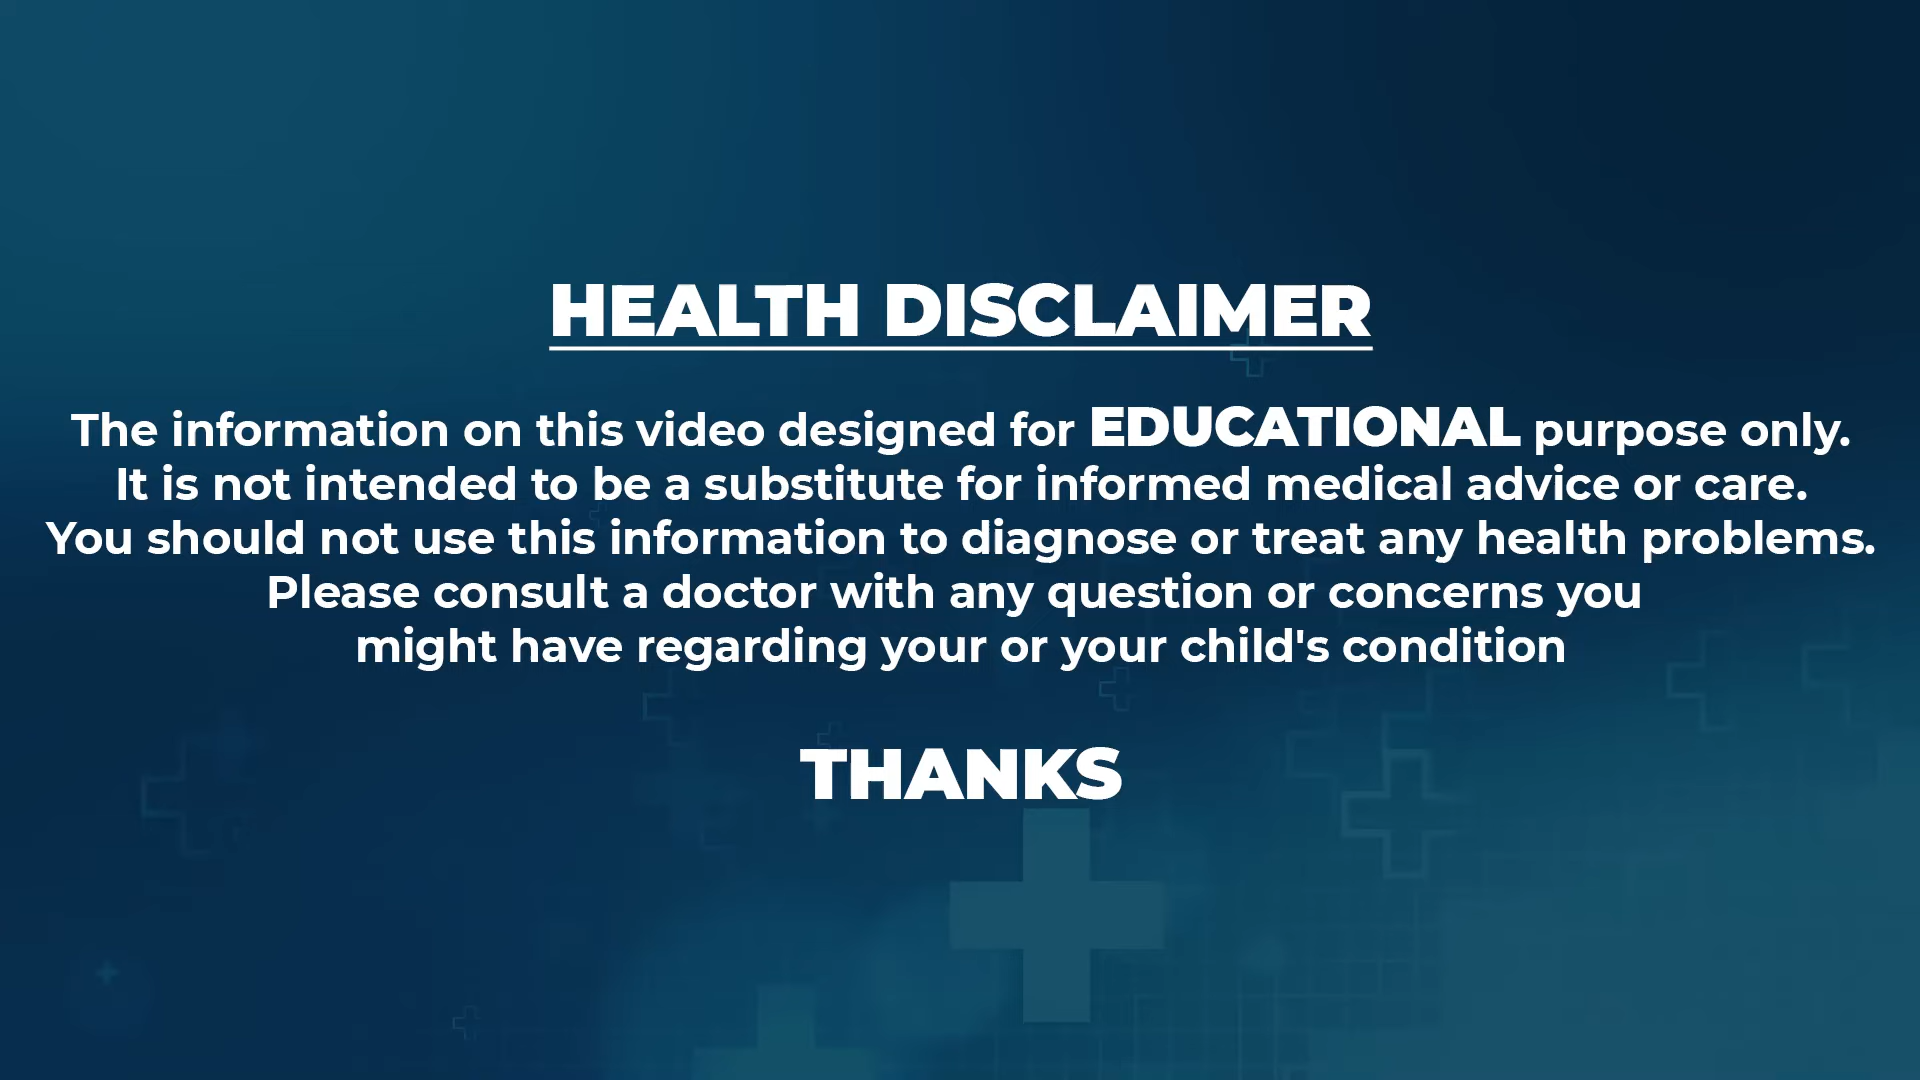 HEALTH DISCLAIMER
The information on this video designed for EDUCATIONAL purpose only.
It is not intended to be a substitute for informed medical advice or care.
You should not use this information to diagnose or treat any health problems.
Please consult a doctor with any question or concerns you
might have regarding your or your child's condition
THANKS